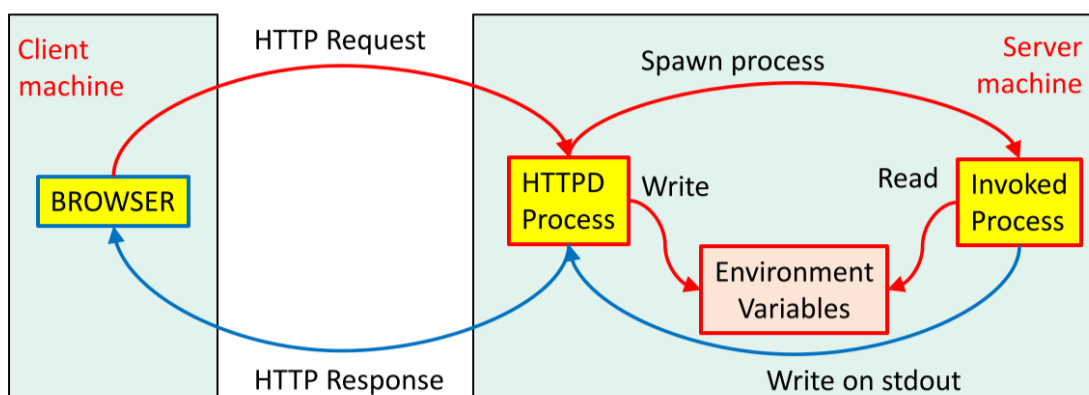 Client
machine
HTTP Request
Spawn process
Server
machine
BROWSER
HTTPD
Process
Write
Read
Invoked
Process
Environment
Variables
HTTP Response
Write on stdout